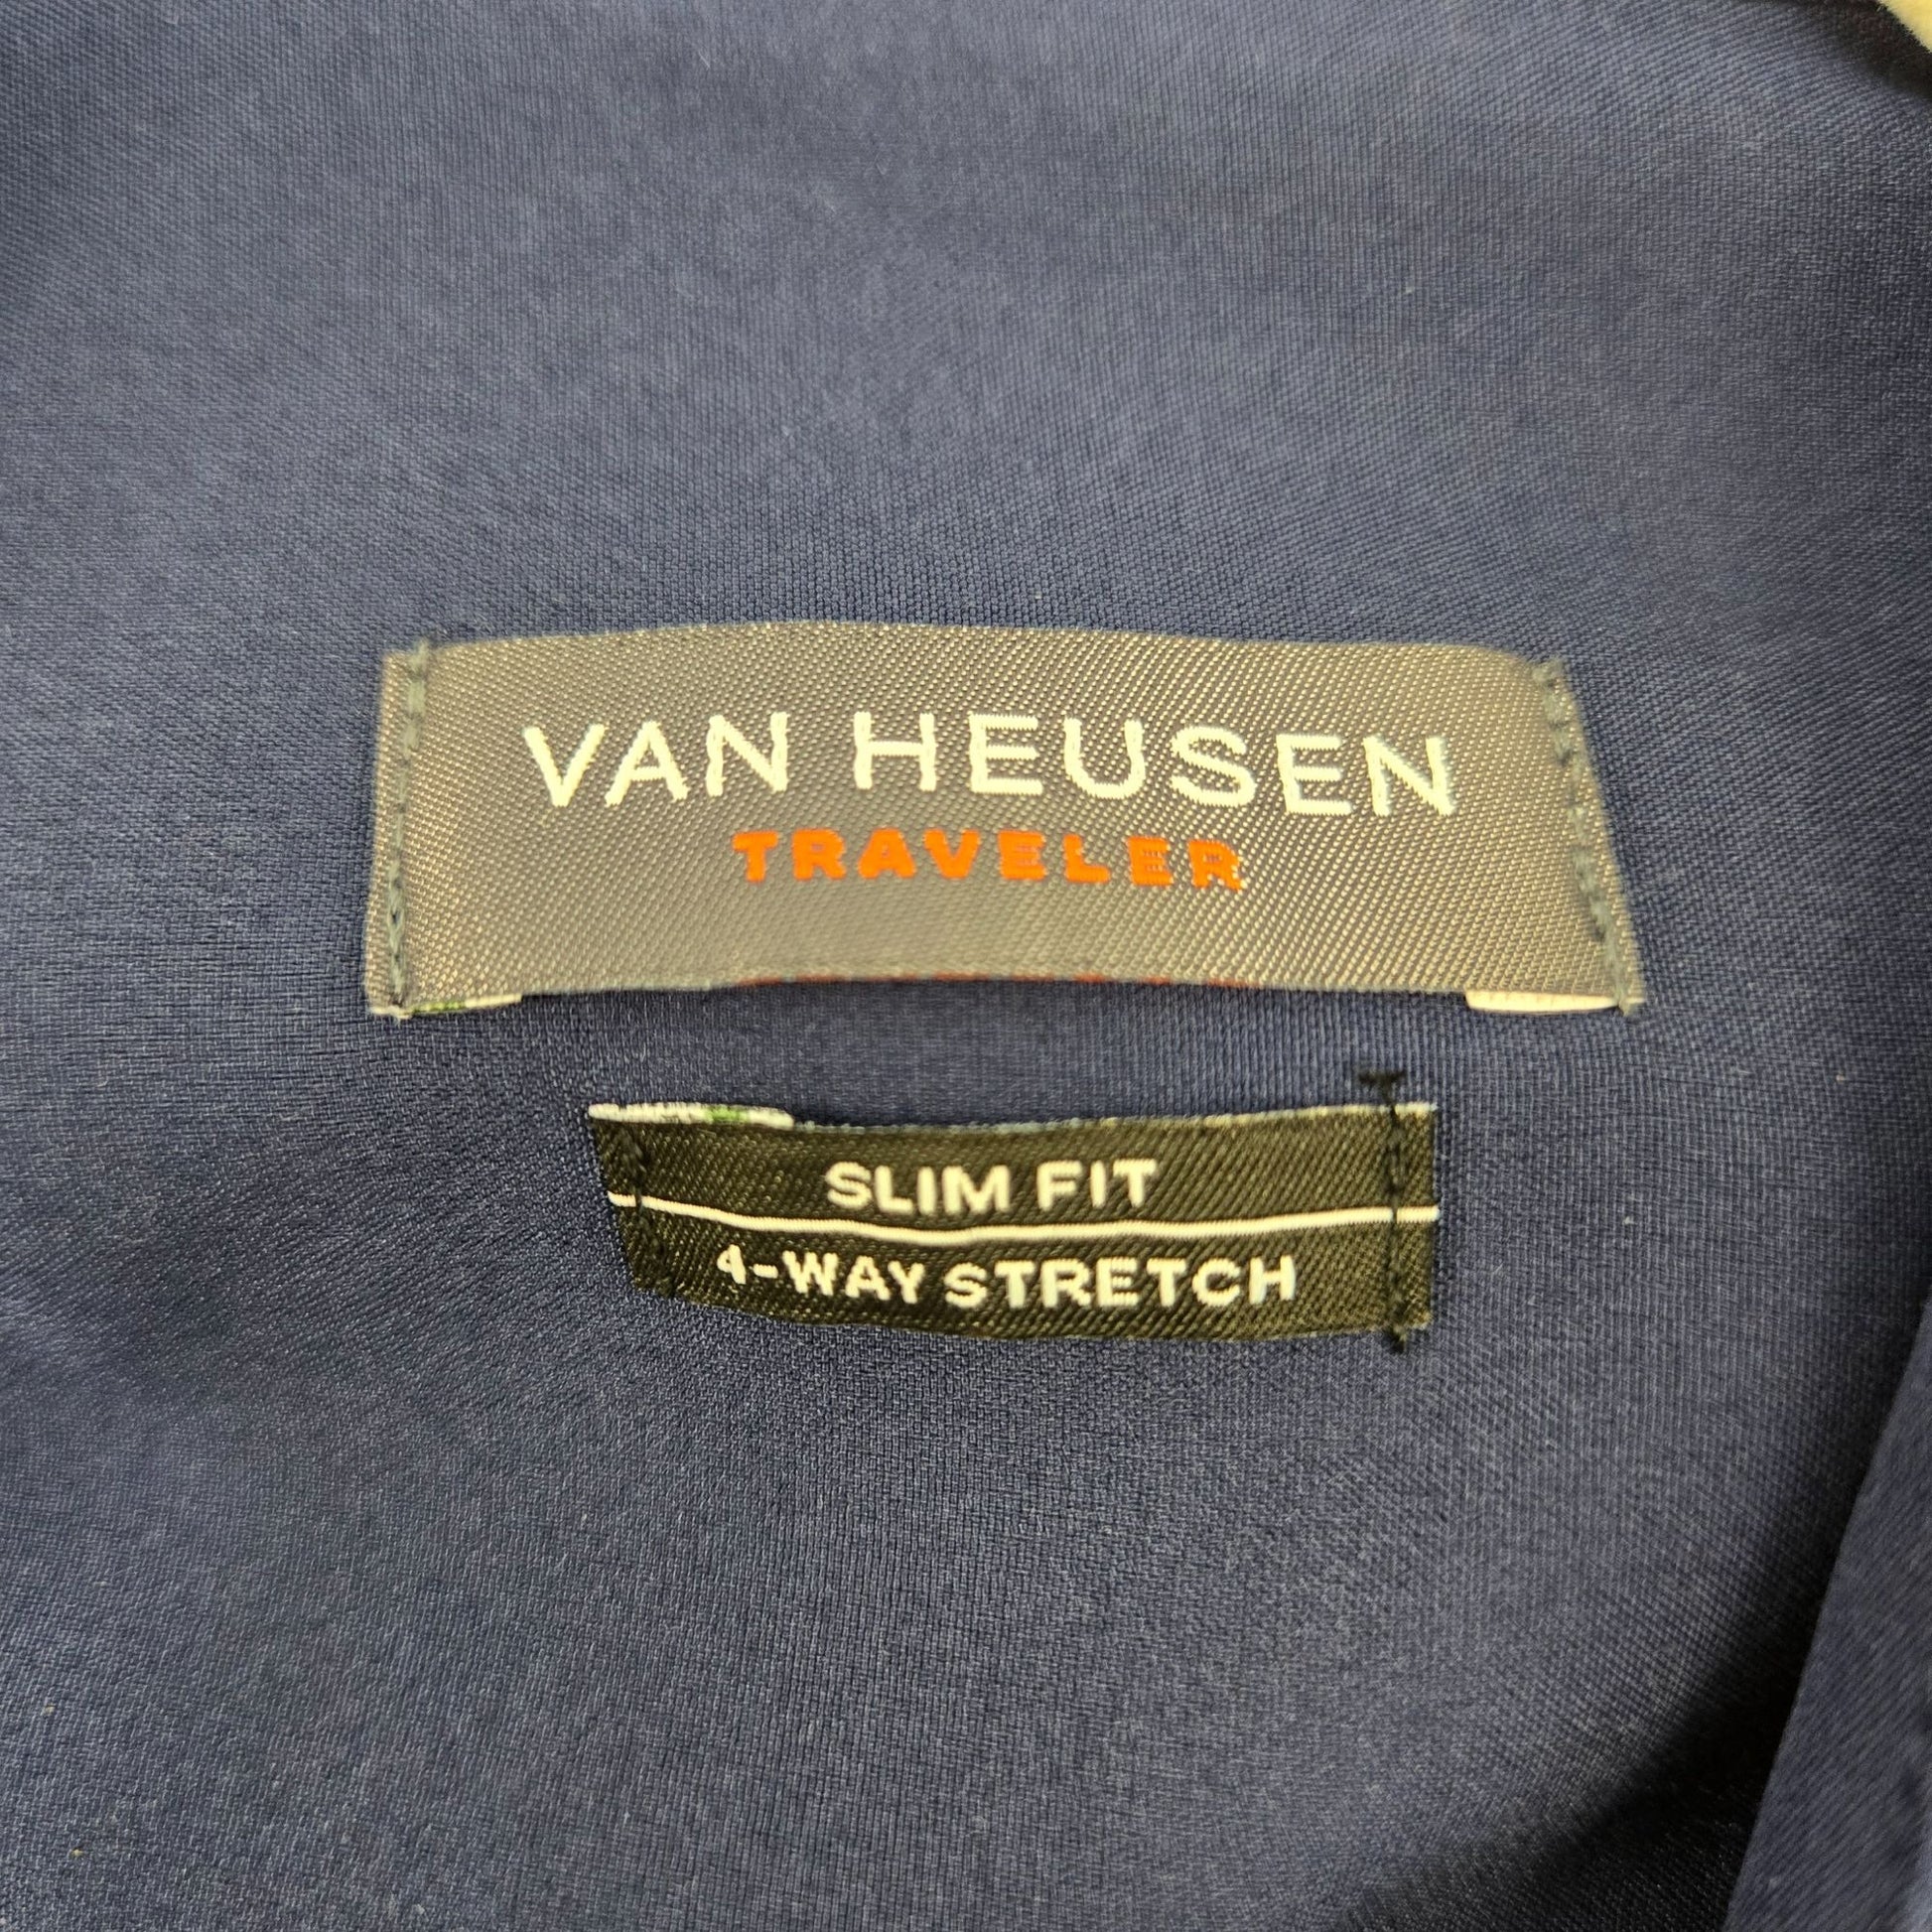 VAN HEUSEN
TRAVELER
SLIM FIT
4-WAY STRETCH